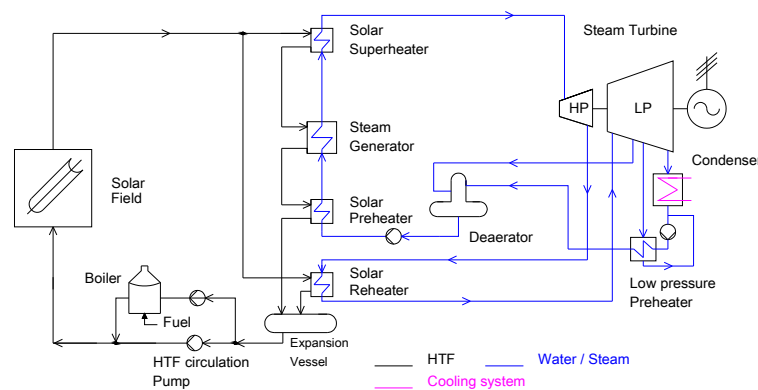 Solar
Superheater
Steam Turbine
HP
LP
Steam
Generator
Condenser
Solar
Field
Solar
Preheater
Deaerator
Boiler
Solar
Reheater
Low pressure
Preheater
Fuel
HTF circulation
Pump
Expansion
Vessel
HTF
Water / Steam
Cooling system